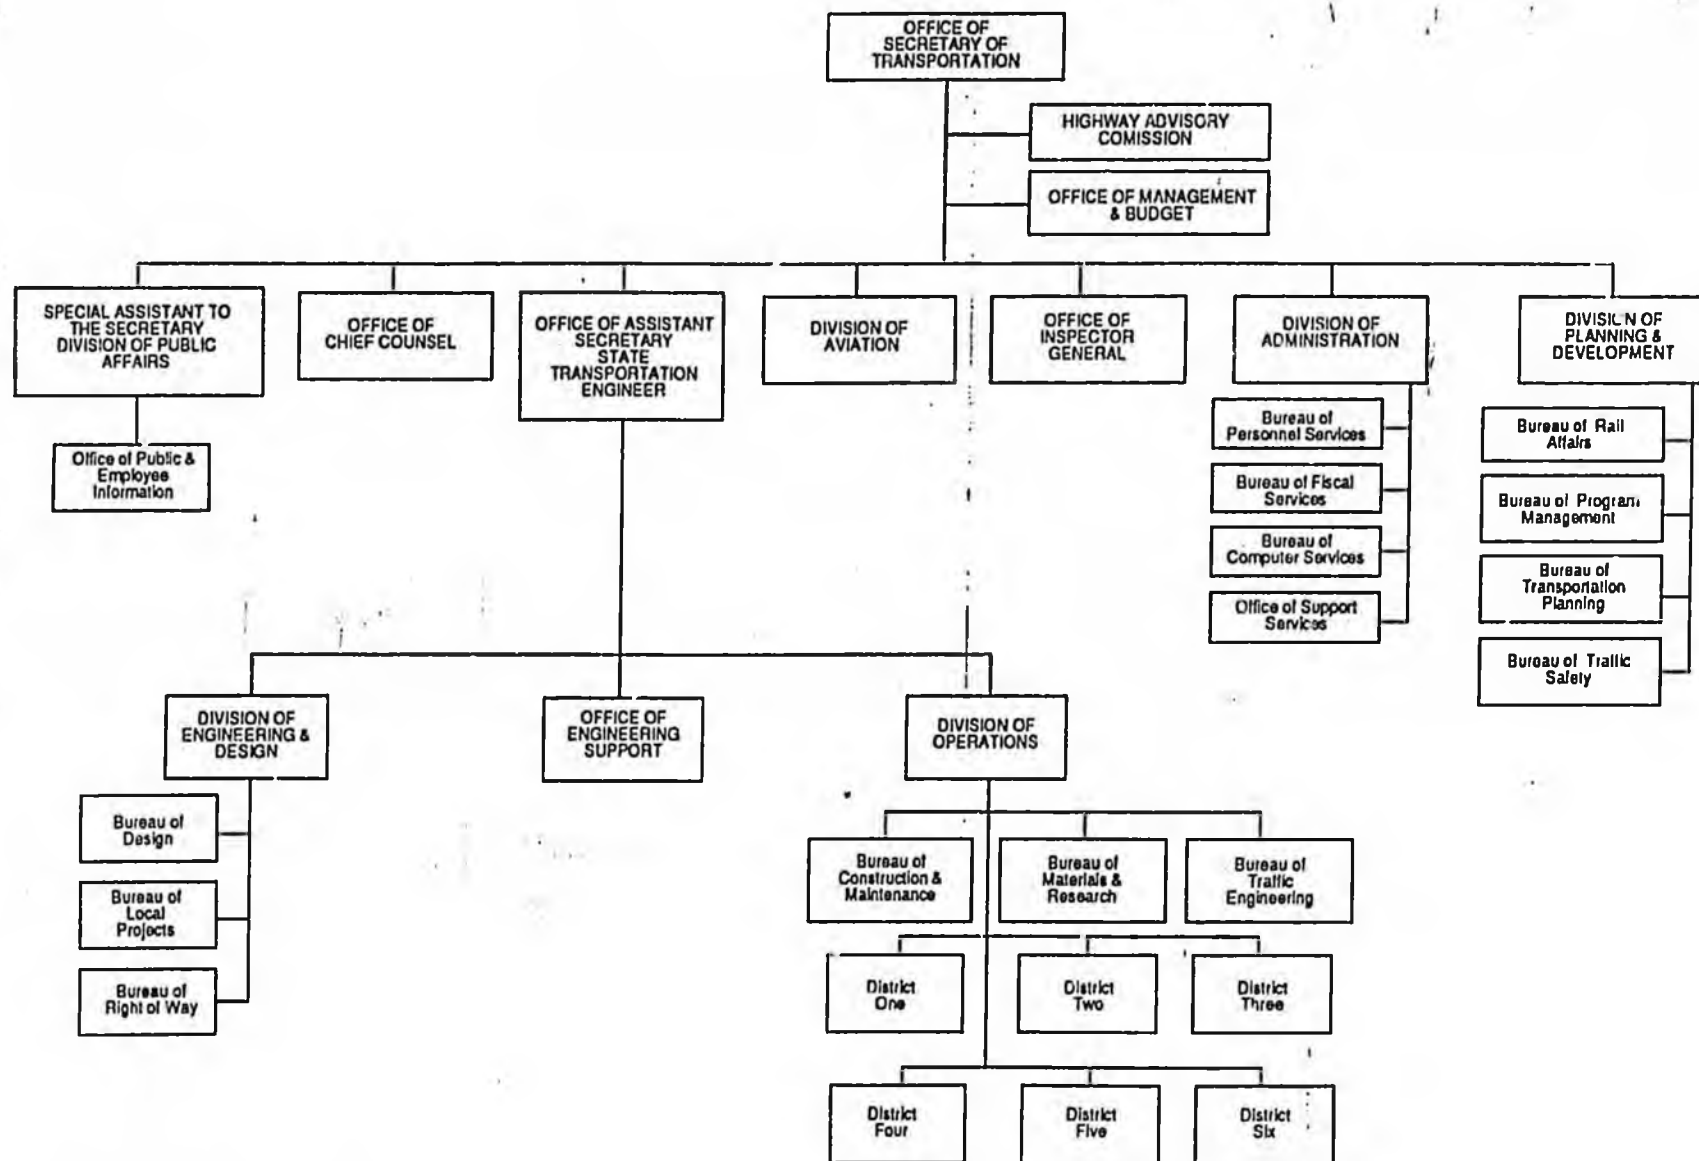 OFFICE OF
SECRETARY OF
TRANSPORTATION
HIGHWAY ADVISORY
COMISSION
OFFICE OF MANAGEMENT
& BUDGET
SPECIAL ASSISTANT TO
THE SECRETARY
DIVISION OF PUBLIC
AFFAIRS
OFFICE OF
CHIEF COUNSEL
OFFICE OF ASSISTANT
SECRETARY
STATE
TRANSPORTATION
ENGINEER
DIVISION OF
AVIATION
OFFICE OF
INSPECTOR
GENERAL
DIVISION OF
ADMINISTRATION
DIVISION OF
PLANNING &
DEVELOPMENT
Office of Public &
Employee
Information
Bureau of
Personnel Services
Bureau of Fiscal
Services
Bureau of
Computer Services
Office of Support
Services
Bureau of Rail
Affairs
Bureau of Program
Management
Bureau of
Transportation
Planning
Bureau of Traffic
Safety
DIVISION OF
ENGINEERING &
DESIGN
OFFICE OF
ENGINEERING
SUPPORT
DIVISION OF
OPERATIONS
Bureau of
Design
Bureau of
Local
Projects
Bureau of
Right of Way
Bureau of
Construction &
Maintenance
Bureau of
Materials &
Research
Bureau of
Traffic
Engineering
District
One
District
Two
District
Three
District
Four
District
Five
District
Six